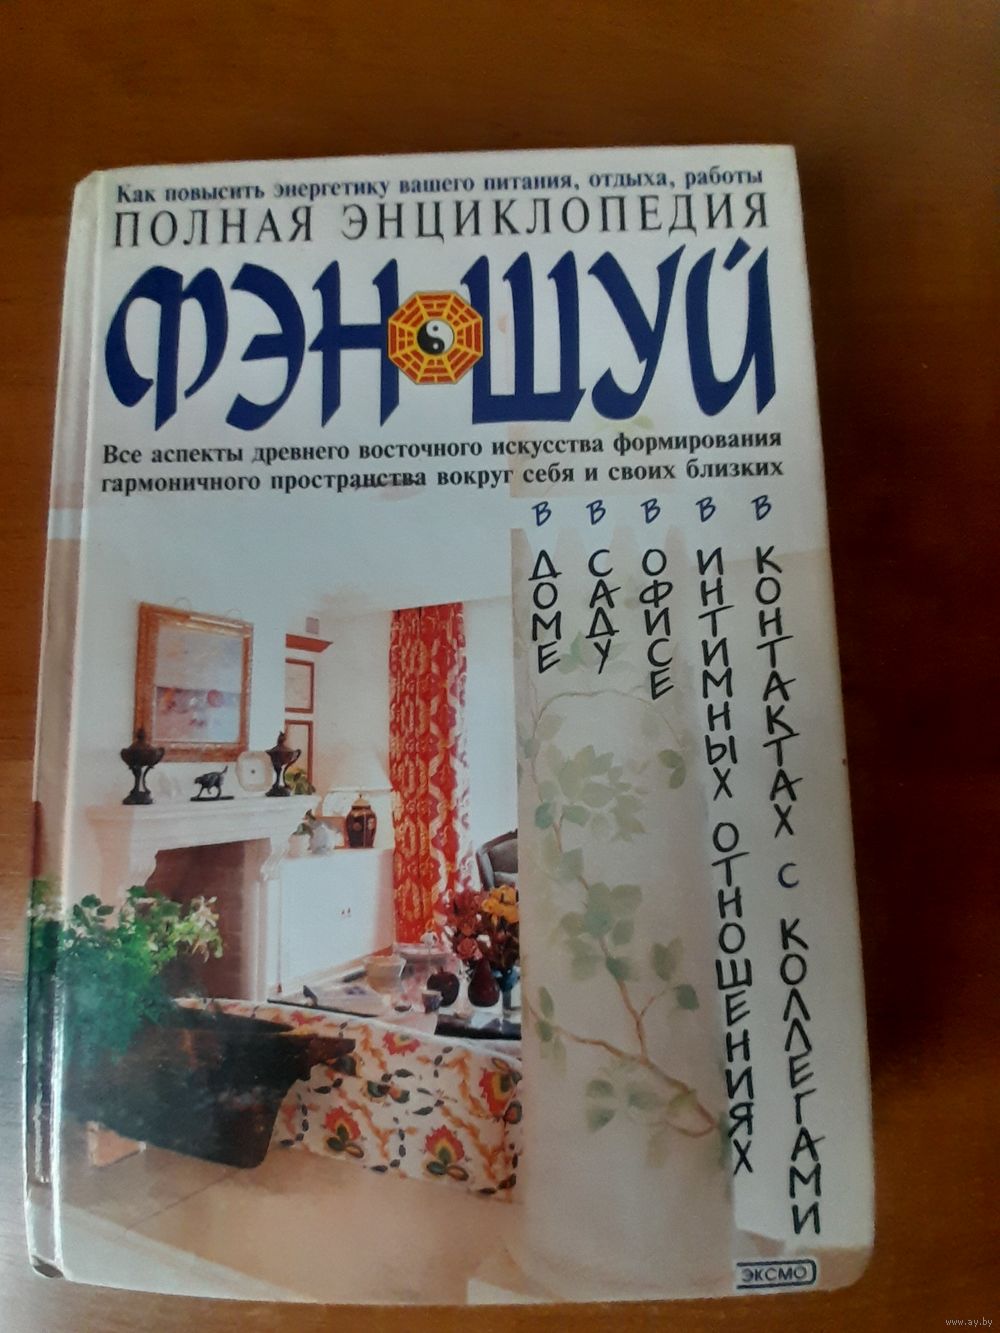 Как повысить энергетику вашего питания, отдыха, работы
ПОЛНАЯ ЭНЦИКЛОПЕДИЯ
ФЭН ШУЙ
Все аспекты древнего восточного искусства формирования
гармоничного пространства вокруг себя и своих близких
В ДОМЕ
В САДУ
В ОФИСЕ
В ИНТИМНЫХ ОТНОШЕНИЯХ
В КОНТАКТАХ С КОЛЛЕГАМИ
ЭКСМО
www.ay.by